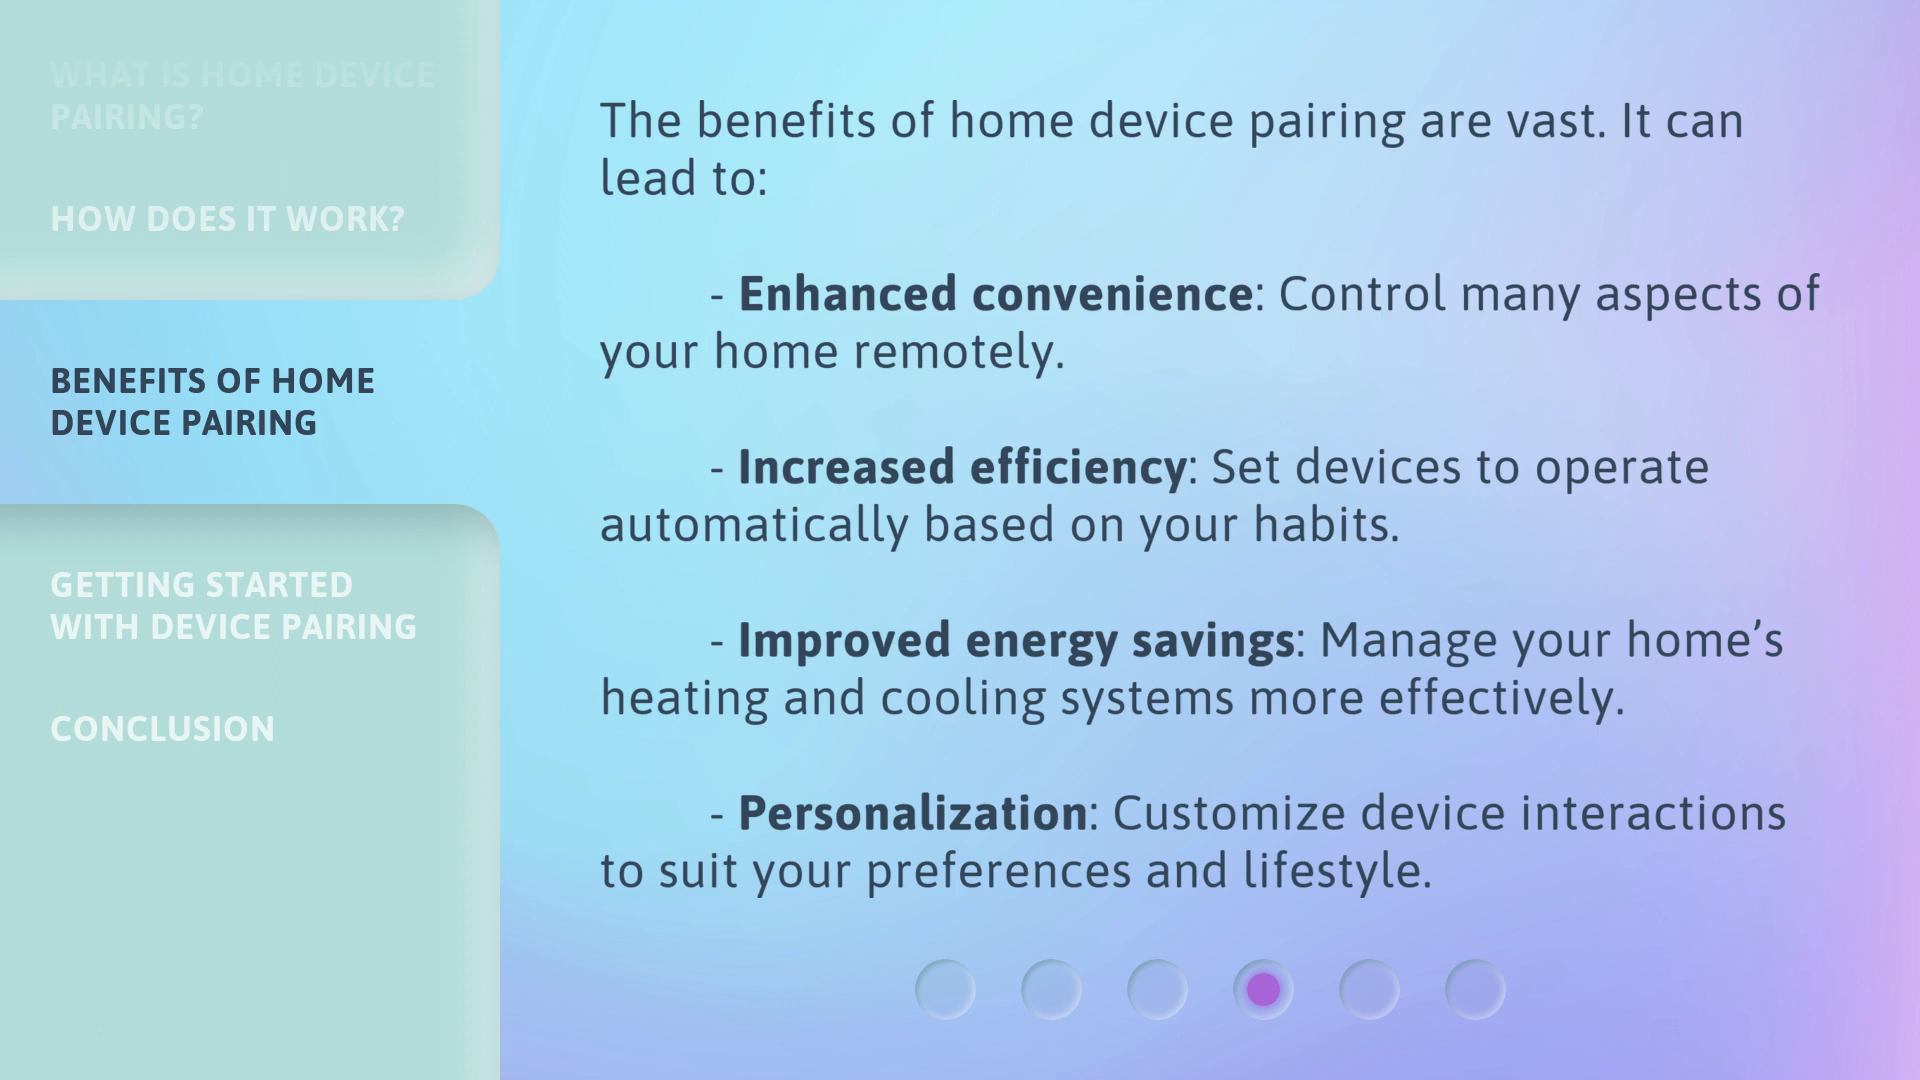 WHAT IS HOME DEVICE
PAIRING?
HOW DOES IT WORK?
BENEFITS OF HOME
DEVICE PAIRING
GETTING STARTED
WITH DEVICE PAIRING
CONCLUSION
The benefits of home device pairing are vast. It can
lead to:
- Enhanced convenience: Control many aspects of
your home remotely.
- Increased efficiency: Set devices to operate
automatically based on your habits.
- Improved energy savings: Manage your home’s
heating and cooling systems more effectively.
- Personalization: Customize device interactions
to suit your preferences and lifestyle.